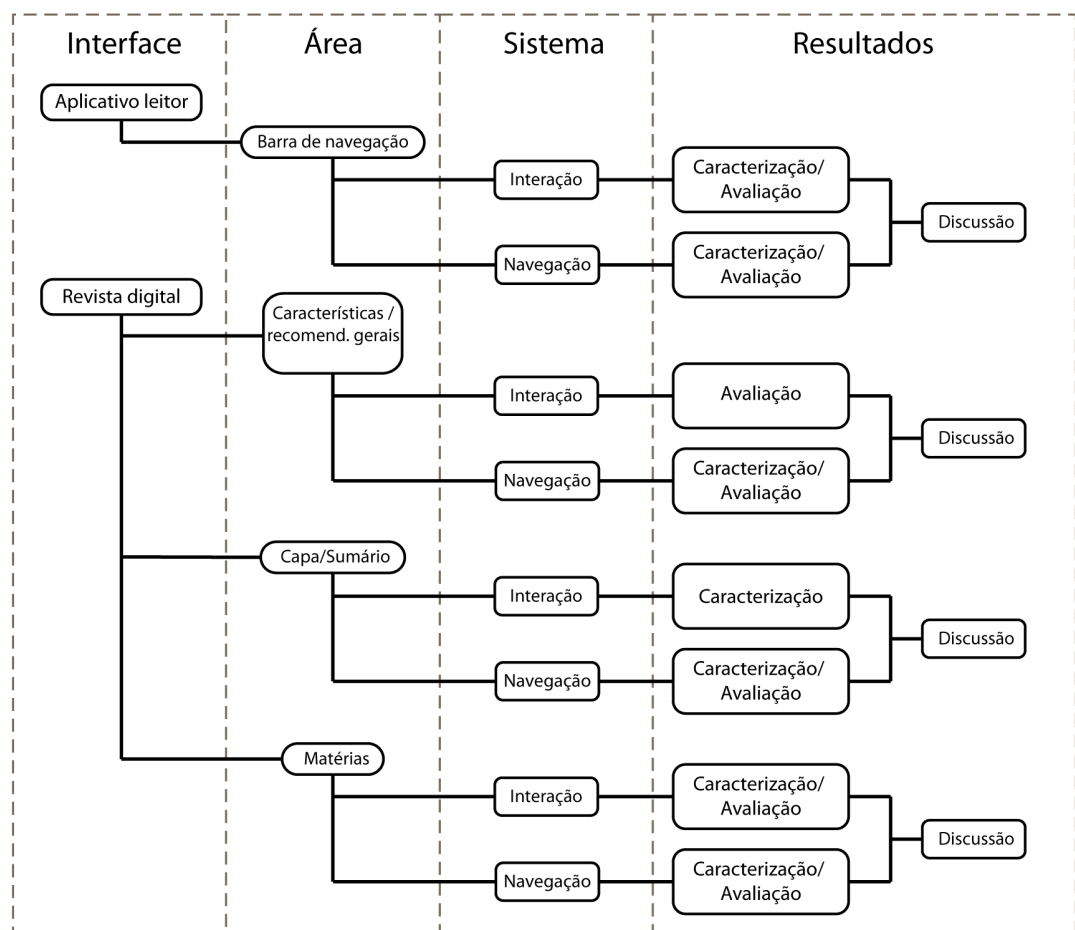 Interface
Área
Sistema
Resultados
Aplicativo leitor
Barra de navegação
Interação
Caracterização/
Avaliação
Discussão
Navegação
Caracterização/
Avaliação
Revista digital
Características /
recomend. gerais
Interação
Avaliação
Discussão
Navegação
Caracterização/
Avaliação
Capa/Sumário
Interação
Caracterização
Discussão
Navegação
Caracterização/
Avaliação
Matérias
Interação
Caracterização/
Avaliação
Discussão
Navegação
Caracterização/
Avaliação